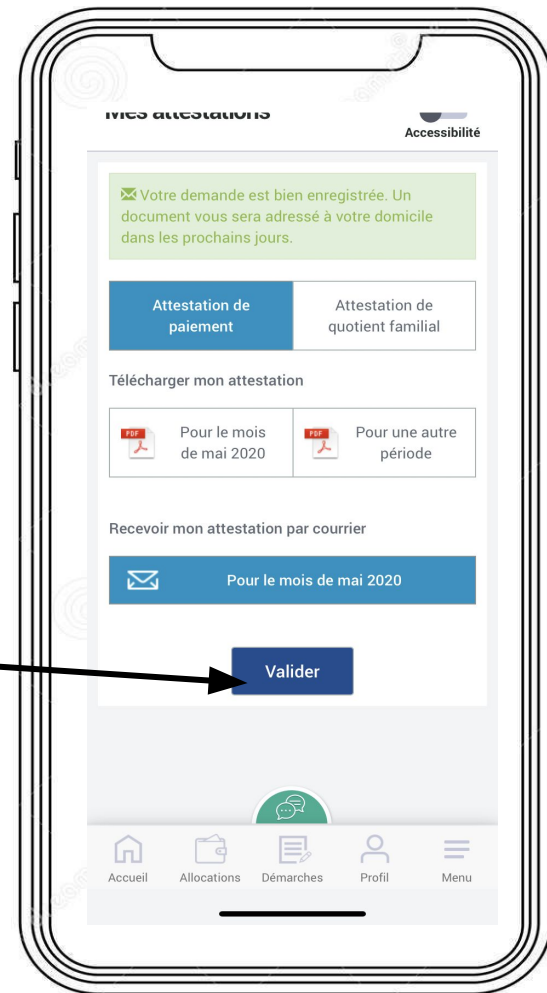 Mes attestations
Accessibilité
Votre demande est bien enregistrée. Un
document vous sera adressé à votre domicile
dans les prochains jours.
Attestation de
paiement
Attestation de
quotient familial
Télécharger mon attestation
PDF
Pour le mois
de mai 2020
PDF
Pour une autre
période
Recevoir mon attestation par courrier
Pour le mois de mai 2020
Valider
Accueil
Allocations
Démarches
Profil
Menu